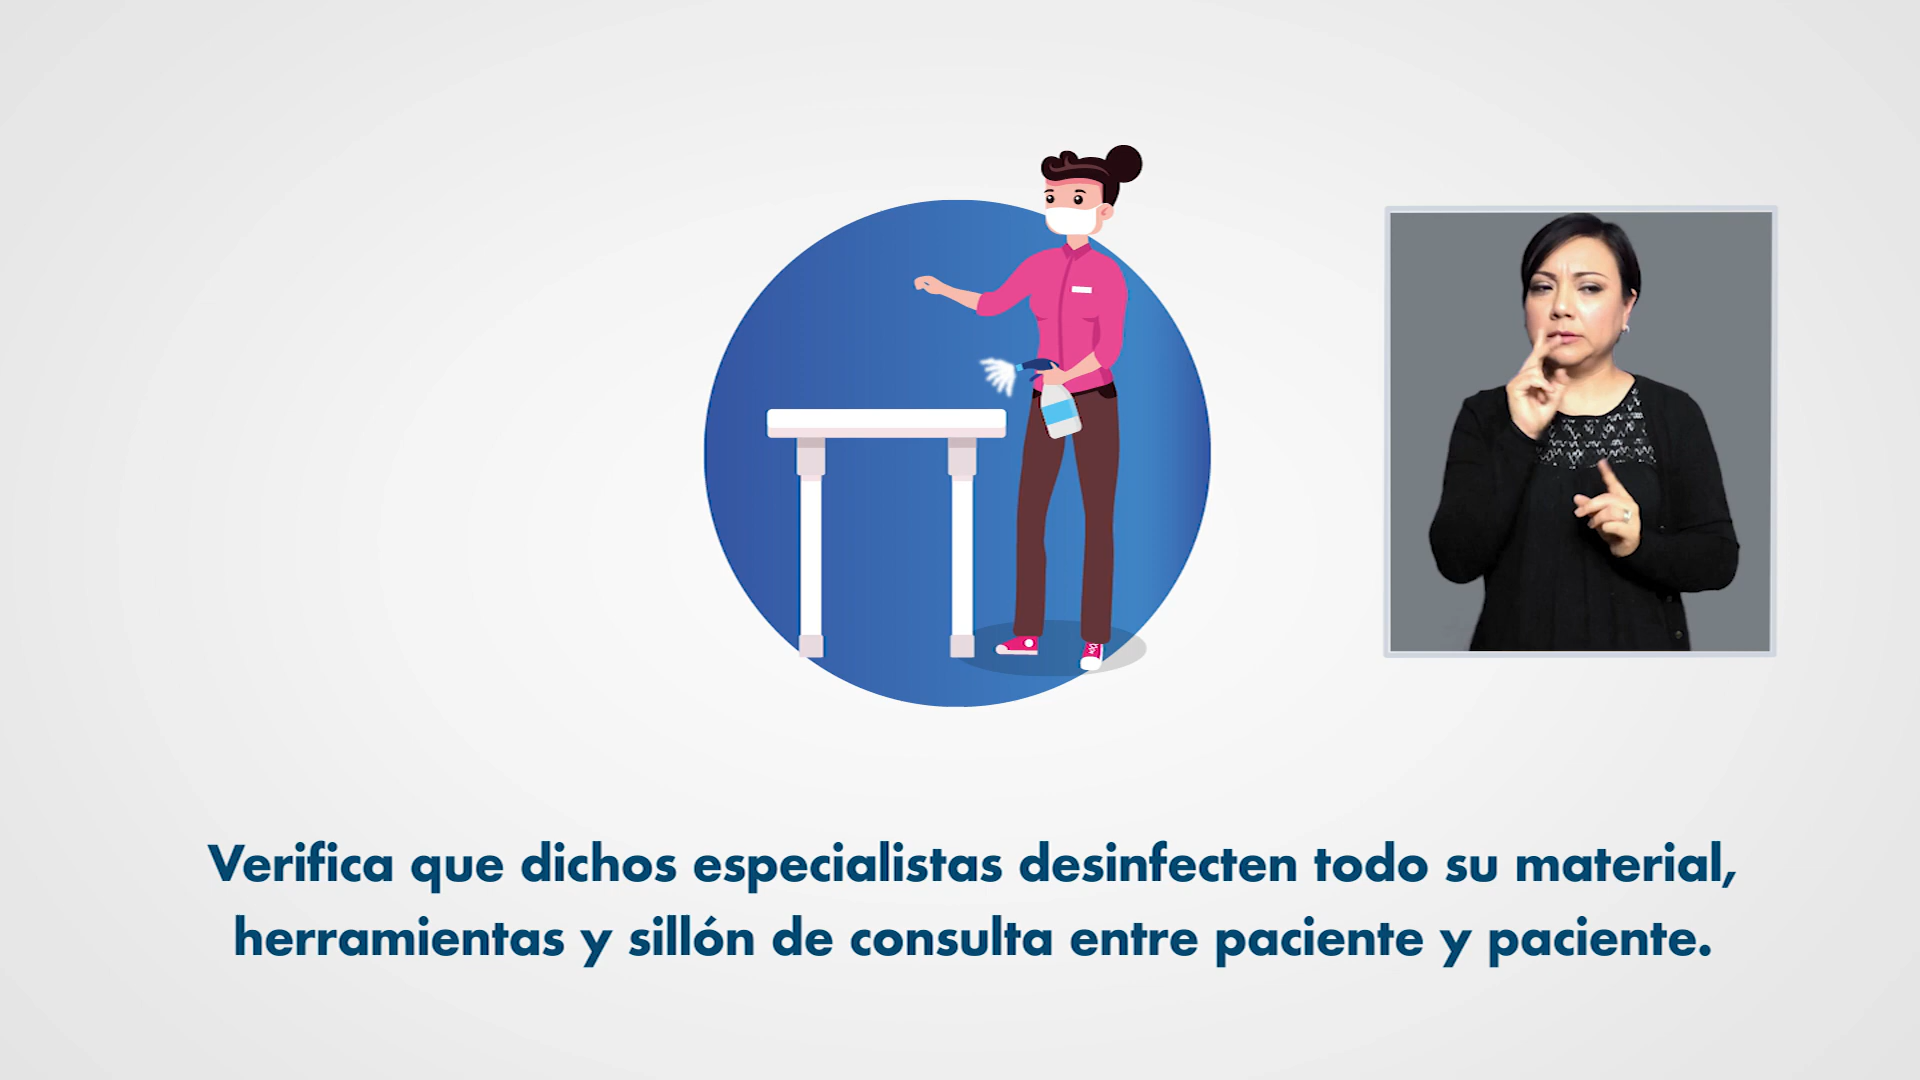 Verifica que dichos especialistas desinfecten todo su material,
herramientas y sillón de consulta entre paciente y paciente.